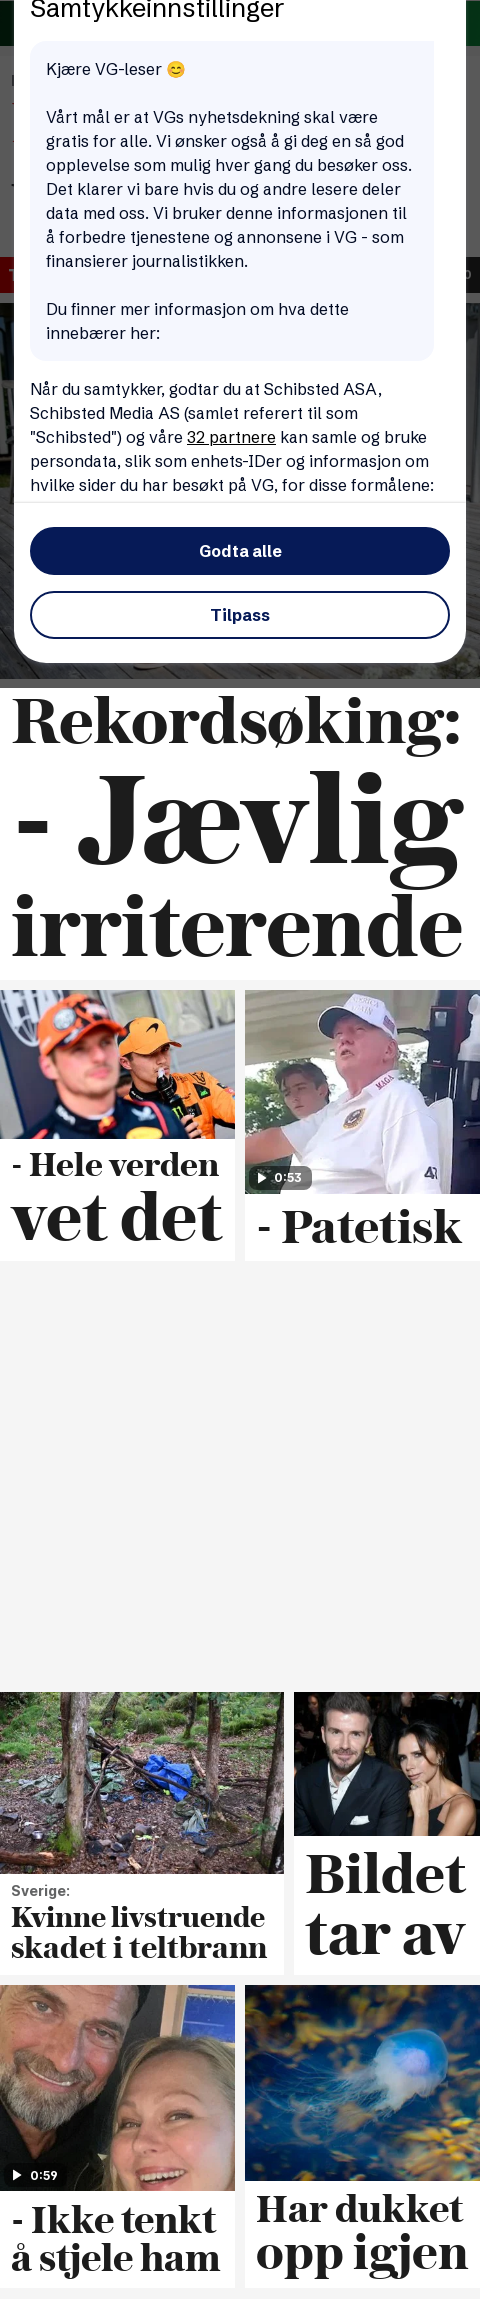 Samtykkeinnstillinger
Kjære VG-leser 😊
Vårt mål er at VGs nyhetsdekning skal være
gratis for alle. Vi ønsker også å gi deg en så god
opplevelse som mulig hver gang du besøker oss.
Det klarer vi bare hvis du og andre lesere deler
data med oss. Vi bruker denne informasjonen til
å forbedre tjenestene og annonsene i VG - som
finansierer journalistikken.
Du finner mer informasjon om hva dette
innebærer her:
Når du samtykker, godtar du at Schibsted ASA,
Schibsted Media AS (samlet referert til som
"Schibsted") og våre 32 partnere kan samle og bruke
persondata, slik som enhets-IDer og informasjon om
hvilke sider du har besøkt på VG, for disse formålene:
Godta alle
Tilpass
Rekordsøking:
- Jævlig
irriterende
- Hele verden
vet det
MAGA
0:53
- Patetisk
Sverige:
Kvinne livstruende
skadet i teltbrann
Bildet
tar av
0:59
- Ikke tenkt
å stjele ham
Har dukket
opp igjen